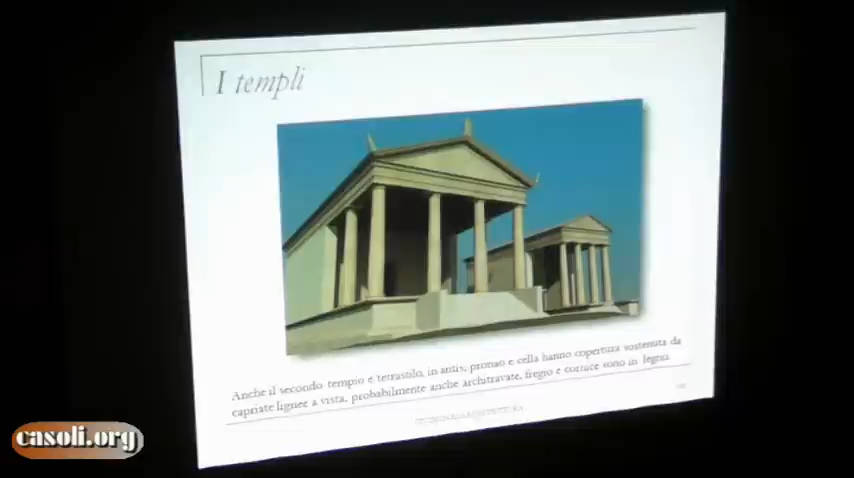 I templi
Anche il secondo tempio è tetrastilo, in antis, pronao e cella hanno copertura sostenuta da
capriate lignee a vista, probabilmente anche architravate, fregio e cornice sono in legno.
casoli.org